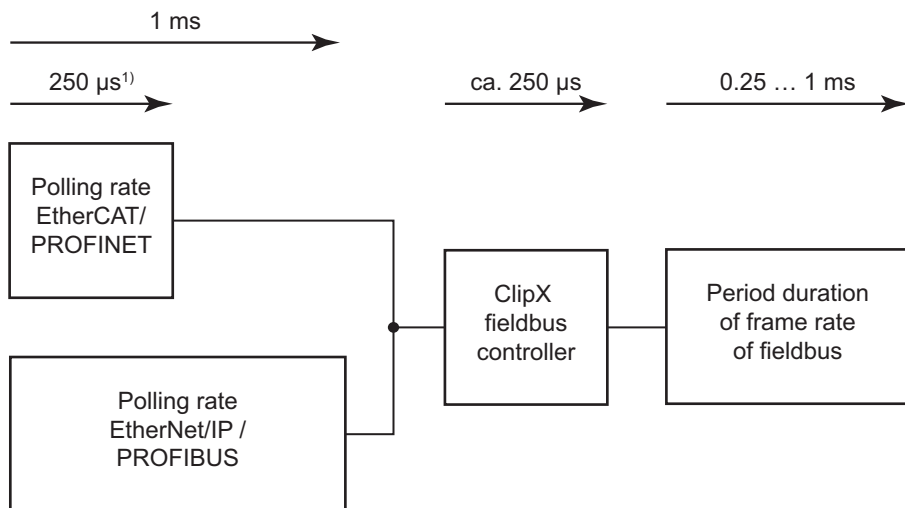 1 ms
250 µs¹⁾
ca. 250 µs
0.25 … 1 ms
Polling rate
EtherCAT/
PROFINET
ClipX
fieldbus
controller
Period duration
of frame rate
of fieldbus
Polling rate
EtherNet/IP /
PROFIBUS